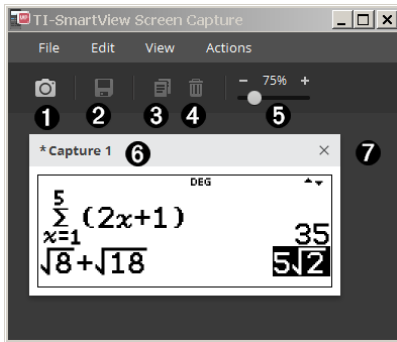 TI-SmartView Screen Capture
File Edit View Actions
− 75% +
1 2 3 4 5
*Capture 1 6 × 7
DEG
5
Σ (2x+1)
x=1
35
√8+√18 5√2